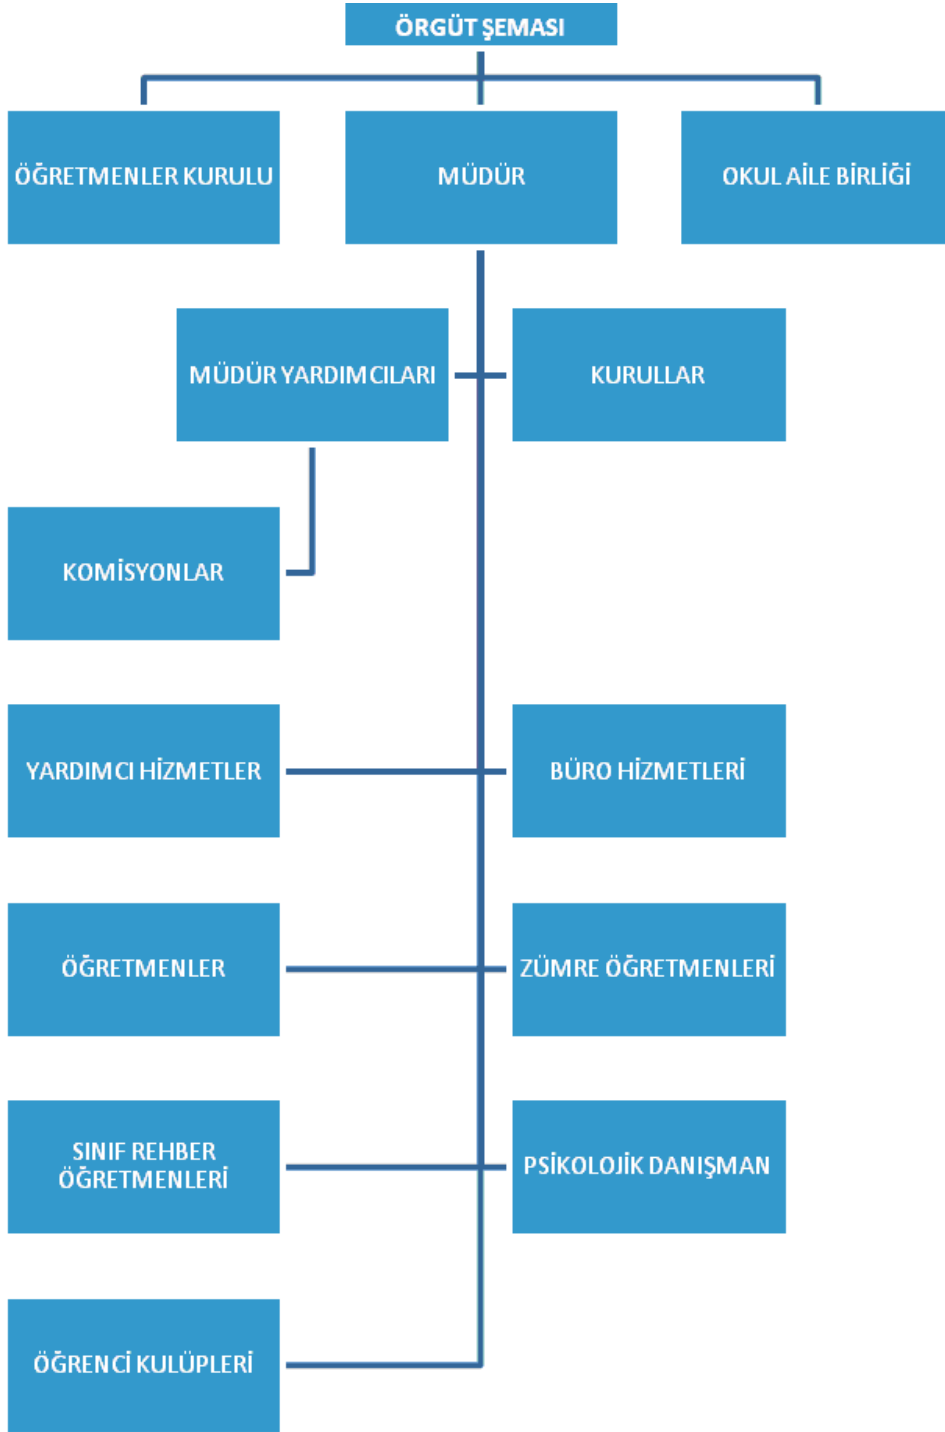 ÖRGÜT ŞEMASI
ÖĞRETMENLER KURULU
MÜDÜR
OKUL AİLE BİRLİĞİ
MÜDÜR YARDIMCILARI
KURULLAR
KOMİSYONLAR
YARDIMCI HİZMETLER
BÜRO HİZMETLERİ
ÖĞRETMENLER
ZÜMRE ÖĞRETMENLERİ
SINIF REHBER
ÖĞRETMENLERİ
PSİKOLOJİK DANIŞMAN
ÖĞRENCİ KULÜPLERİ